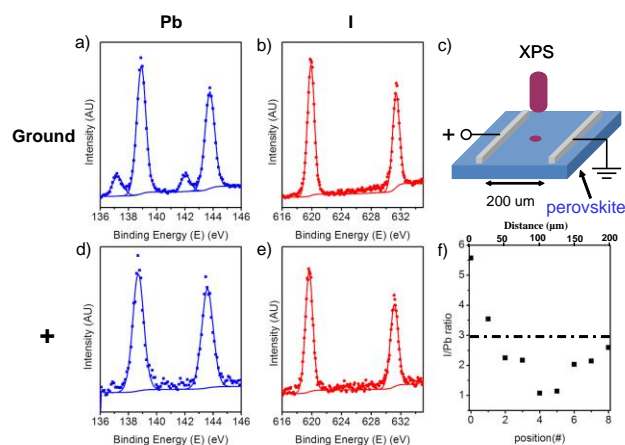 Pb
I
a)
b)
c)
XPS
Ground
Intensity (AU)
136 138 140 142 144 146
Binding Energy (E) (eV)
Intensity (AU)
616 620 624 628 632
Binding Energy (E) (eV)
+
200 um
perovskite
d)
e)
f)
+
Intensity (AU)
136 138 140 142 144 146
Binding Energy (E) (eV)
Intensity (AU)
616 620 624 628 632
Binding Energy (E) (eV)
Distance (μm)
0 50 100 150 200
I/Pb ratio
6
5
4
3
2
1
0 2 4 6 8
position(#)